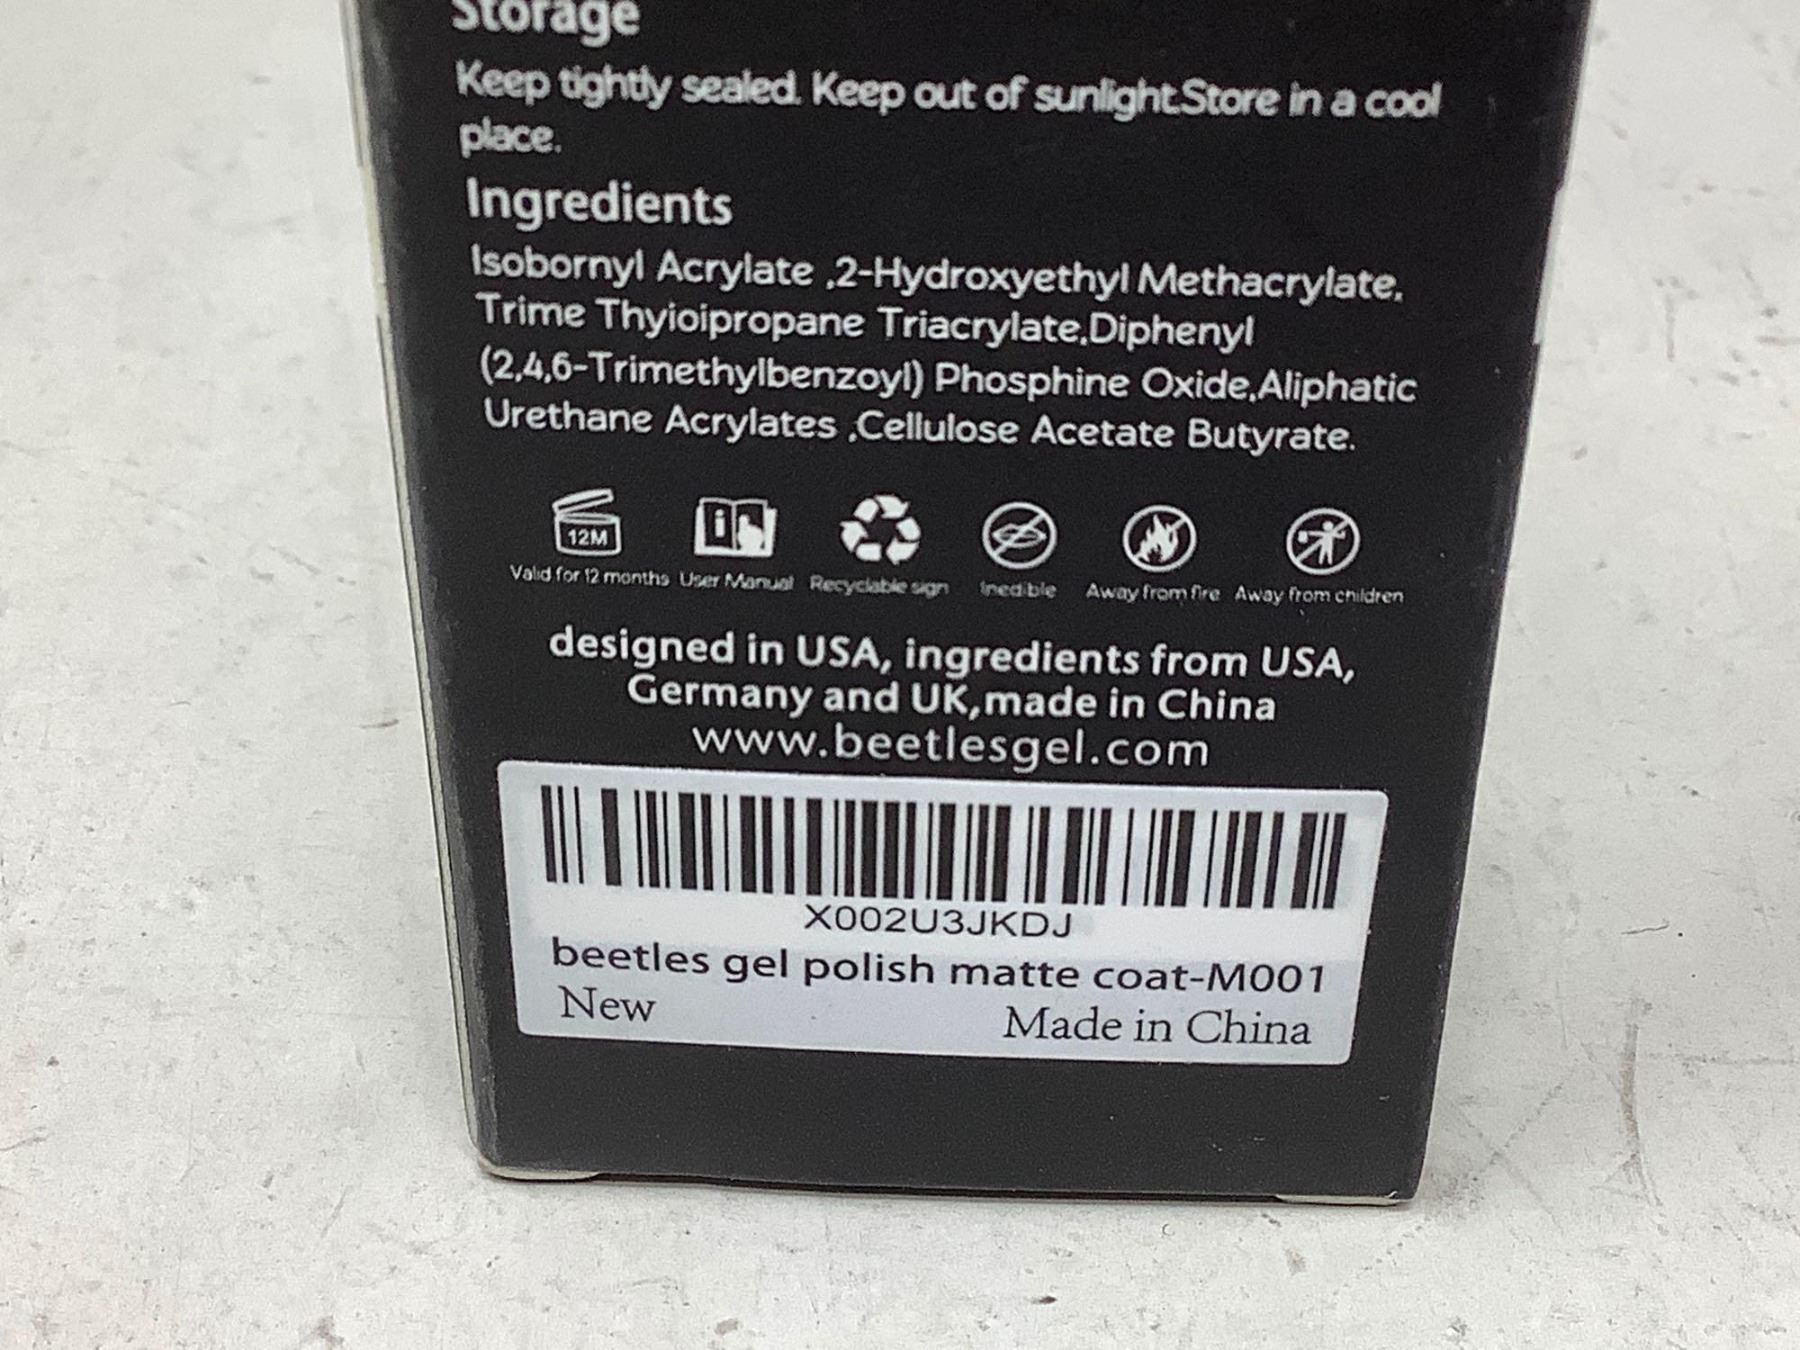 Storage
Keep tightly sealed. Keep out of sunlight.Store in a cool
place.
Ingredients
Isobornyl Acrylate ,2-Hydroxyethyl Methacrylate,
Trime Thyioipropane Triacrylate,Diphenyl
(2,4,6-Trimethylbenzoyl) Phosphine Oxide,Aliphatic
Urethane Acrylates ,Cellulose Acetate Butyrate.
12M
Valid for 12 months User Manual Recyclable sign Inedible Away from fire Away from children
designed in USA, ingredients from USA,
Germany and UK,made in China
www.beetlesgel.com
X002U3JKDJ
beetles gel polish matte coat-M001
New Made in China